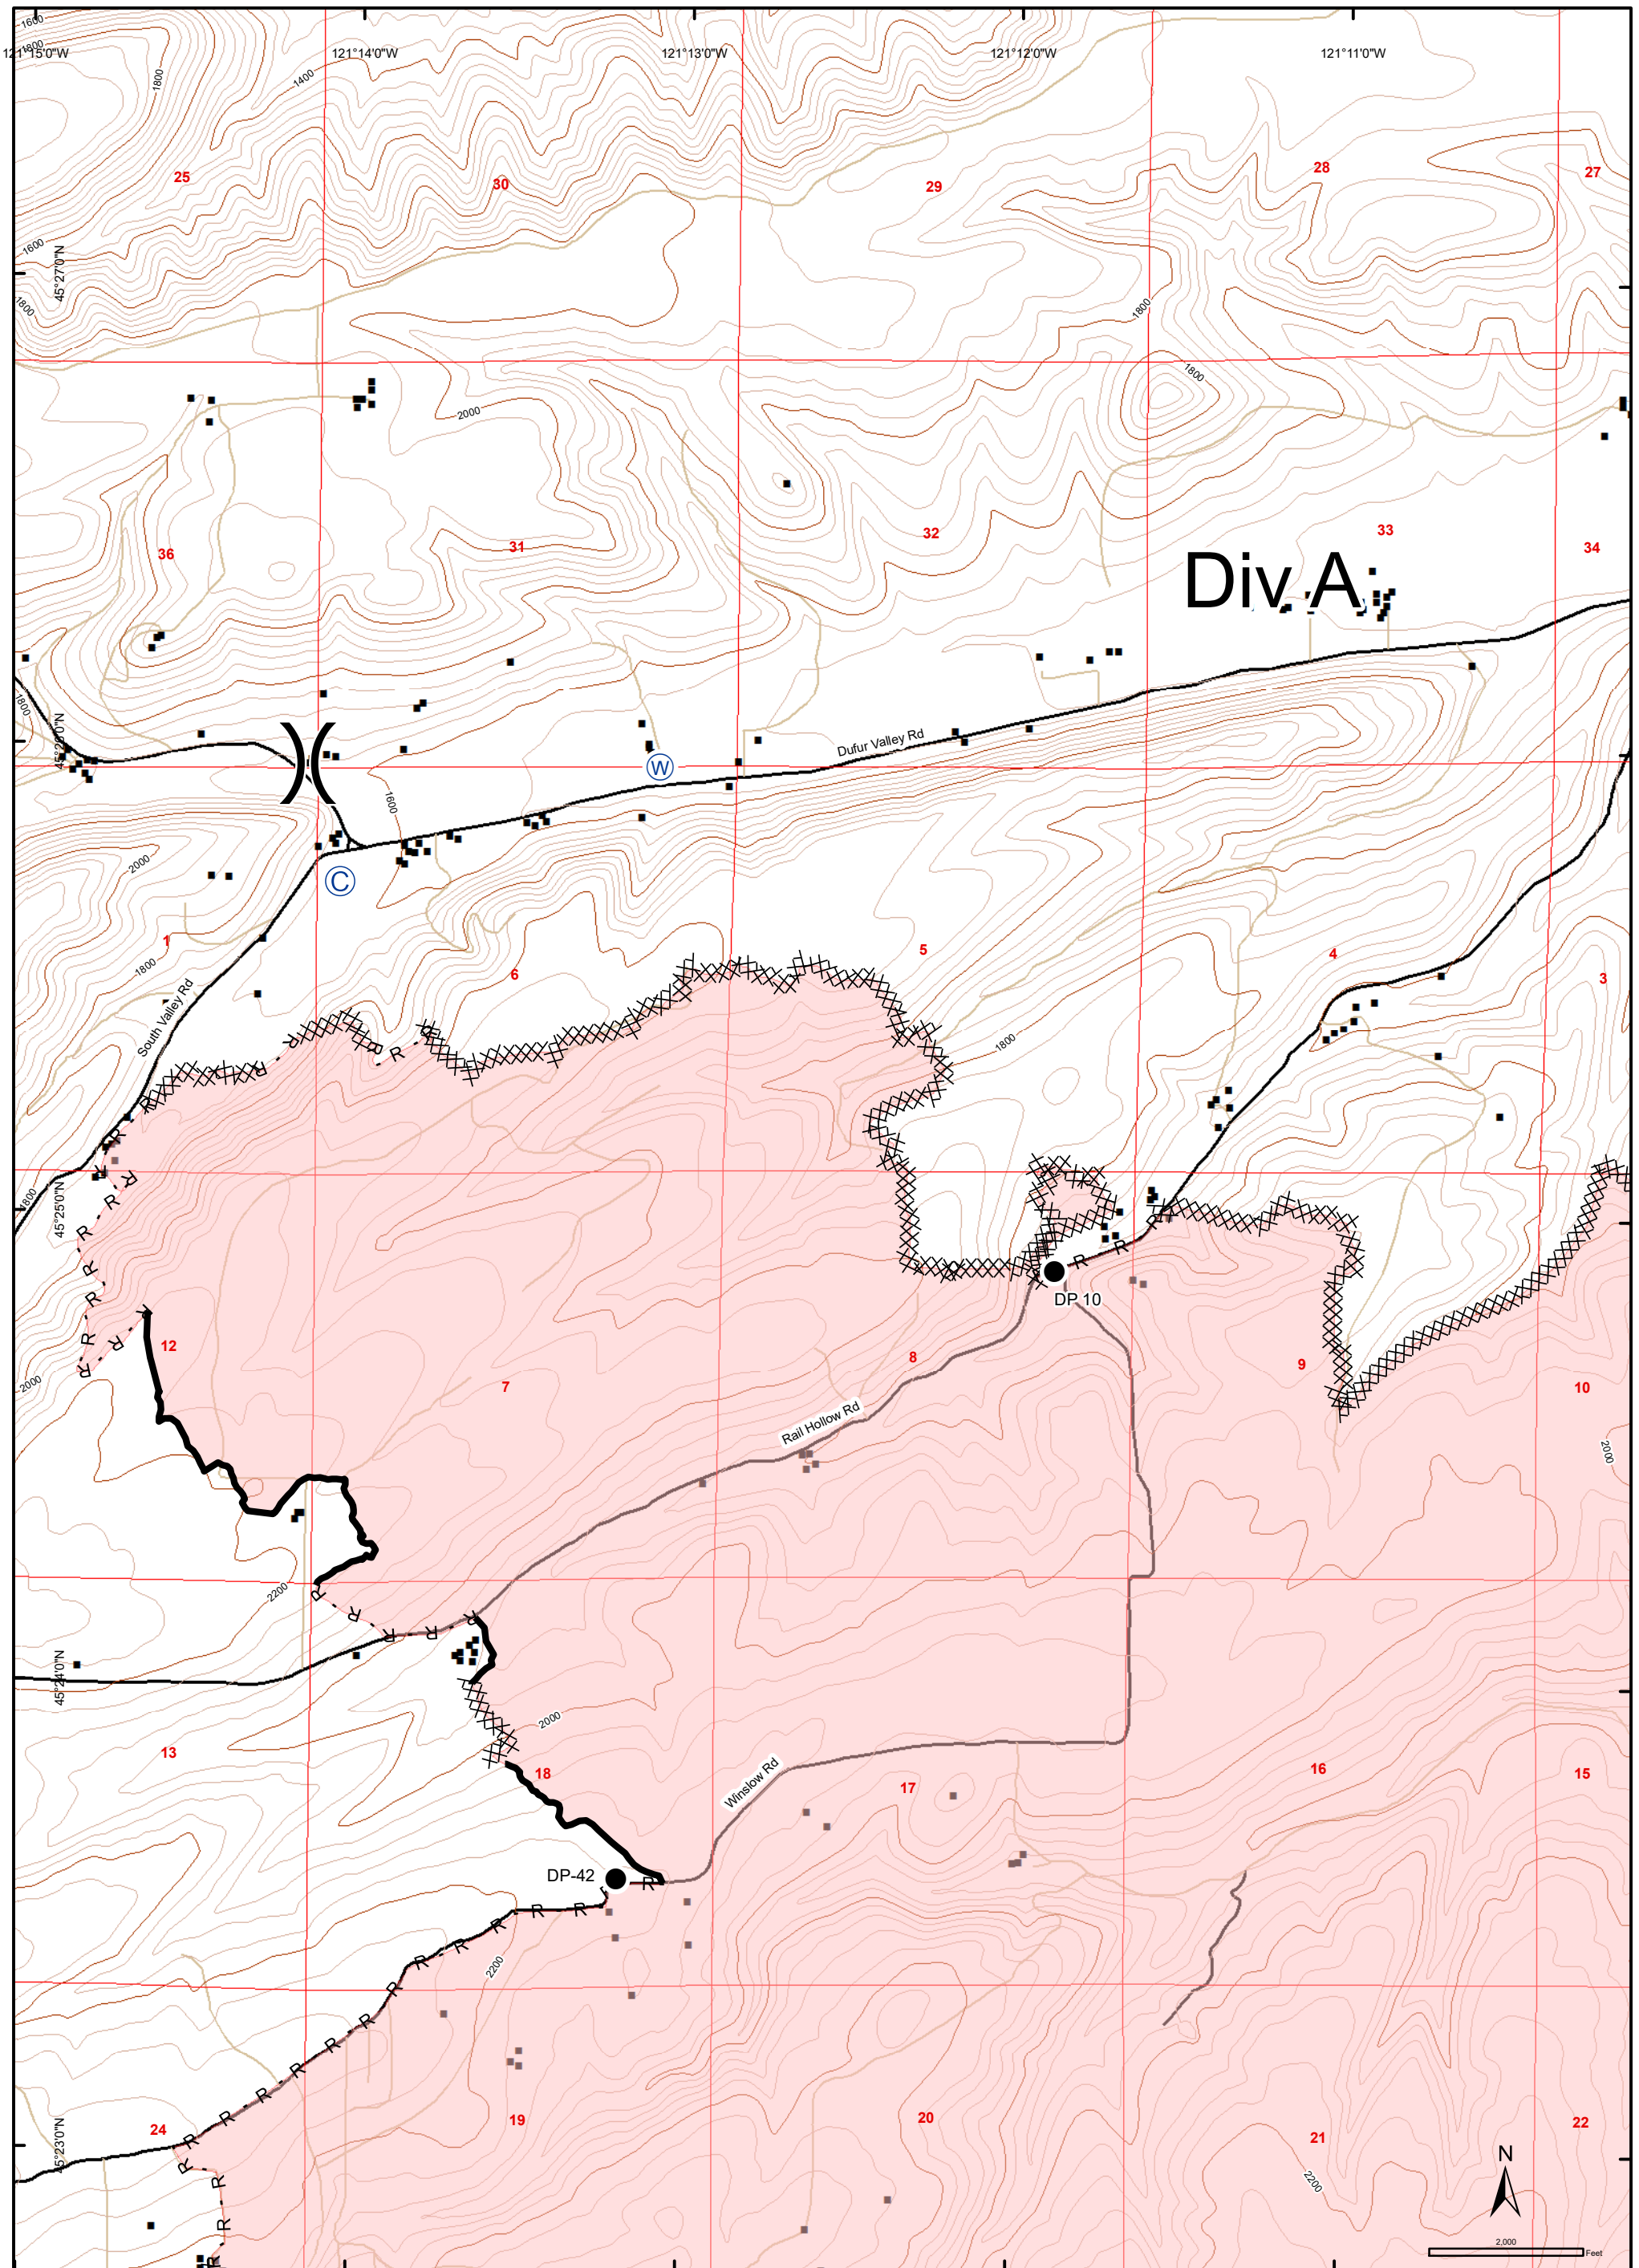 1600
1800
121°15'0"W
121°14'0"W
121°13'0"W
121°12'0"W
121°11'0"W
1800
1400
25
30
29
28
27
1600
45°27'0"N
1800
1800
1800
2000
36
31
32
33
34
Div A
1800
45°26'0"N
)(
Dufur Valley Rd
W
1600
2000
C
1
1800
6
5
4
3
South Valley Rd
1800
1800
45°25'0"N
DP 10
12
7
8
9
10
2000
Rail Hollow Rd
2000
2200
45°24'0"N
2000
13
18
17
16
15
Winslow Rd
DP-42
2200
24
19
20
21
22
45°23'0"N
2200
N
2,000
Feet
R R R R R R R R R R R R R R
R R R R R
R R
R R R R R R R R R R R R R R R R R R